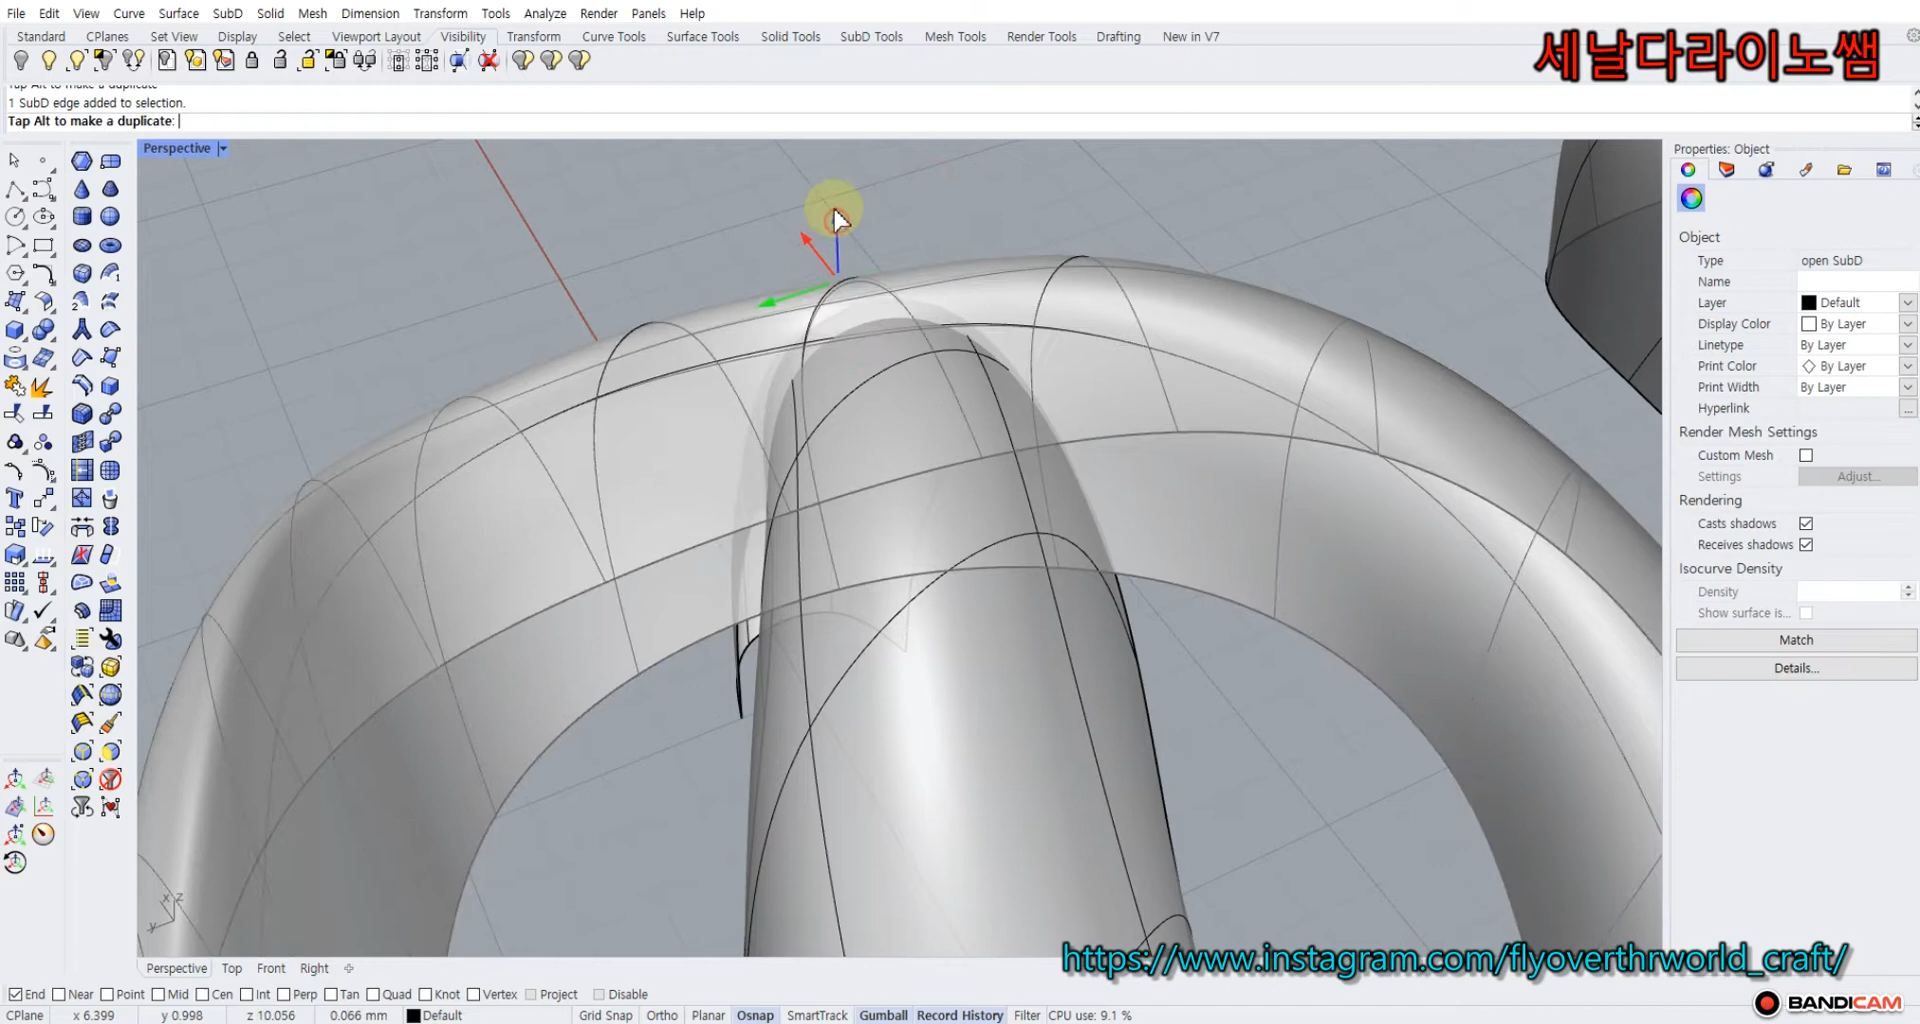 File Edit View Curve Surface SubD Solid Mesh Dimension Transform Tools Analyze Render Panels Help
Standard CPlanes Set View Display Select Viewport Layout Visibility Transform Curve Tools Surface Tools Solid Tools SubD Tools Mesh Tools Render Tools Drafting New in V7
세날다라이노쌤
Tap Alt to make a duplicate
1 SubD edge added to selection.
Tap Alt to make a duplicate:
Perspective
Properties: Object
Object
Type open SubD
Name
Layer Default
Display Color By Layer
Linetype By Layer
Print Color By Layer
Print Width By Layer
Hyperlink ...
Render Mesh Settings
Custom Mesh
Settings Adjust...
Rendering
Casts shadows
Receives shadows
Isocurve Density
Density
Show surface is...
Match
Details...
x z
y
https://www.instagram.com/flyoverthrworld_craft/
Perspective Top Front Right
End Near Point Mid Cen Int Perp Tan Quad Knot Vertex Project Disable
BANDICAM
CPlane x 6.399 y 0.998 z 10.056 0.066 mm Default Grid Snap Ortho Planar Osnap SmartTrack Gumball Record History Filter CPU use: 9.1 %